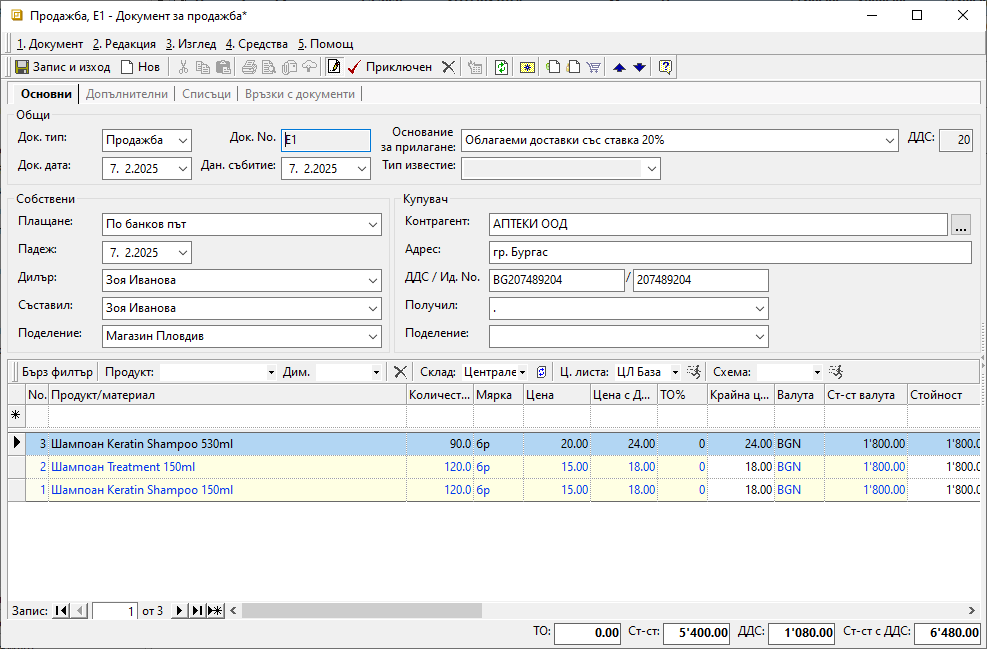 Продажба, E1 - Документ за продажба*
1. Документ 2. Редакция 3. Изглед 4. Средства 5. Помощ
Запис и изход Нов Приключен
Основни Допълнителни Списъци Връзки с документи
Общи
Док. тип: Продажба Док. No. E1 Основание за прилагане: Облагаеми доставки със ставка 20% ДДС: 20
Док. дата: 7. 2.2025 Дан. събитие: 7. 2.2025 Тип известие:
Собствени
Плащане: По банков път
Падеж: 7. 2.2025
Дилър: Зоя Иванова
Съставил: Зоя Иванова
Поделение: Магазин Пловдив
Купувач
Контрагент: АПТЕКИ ООД ...
Адрес: гр. Бургас
ДДС / Ид. No. BG207489204 / 207489204
Получил: .
Поделение:
Бърз филтър Продукт: Дим. Склад: Централе Ц. листа: ЦЛ База Схема:
No. Продукт/материал Количест... Мярка Цена Цена с Д... ТО% Крайна ц... Валута Ст-ст валута Стойност
3 Шампоан Keratin Shampoo 530ml 90.0 бр 20.00 24.00 0 24.00 BGN 1'800.00 1'800.0
2 Шампоан Treatment 150ml 120.0 бр 15.00 18.00 0 18.00 BGN 1'800.00 1'800.0
1 Шампоан Keratin Shampoo 150ml 120.0 бр 15.00 18.00 0 18.00 BGN 1'800.00 1'800.0
Запис: 1 от 3
ТО: 0.00 Ст-ст: 5'400.00 ДДС: 1'080.00 Ст-ст с ДДС: 6'480.00